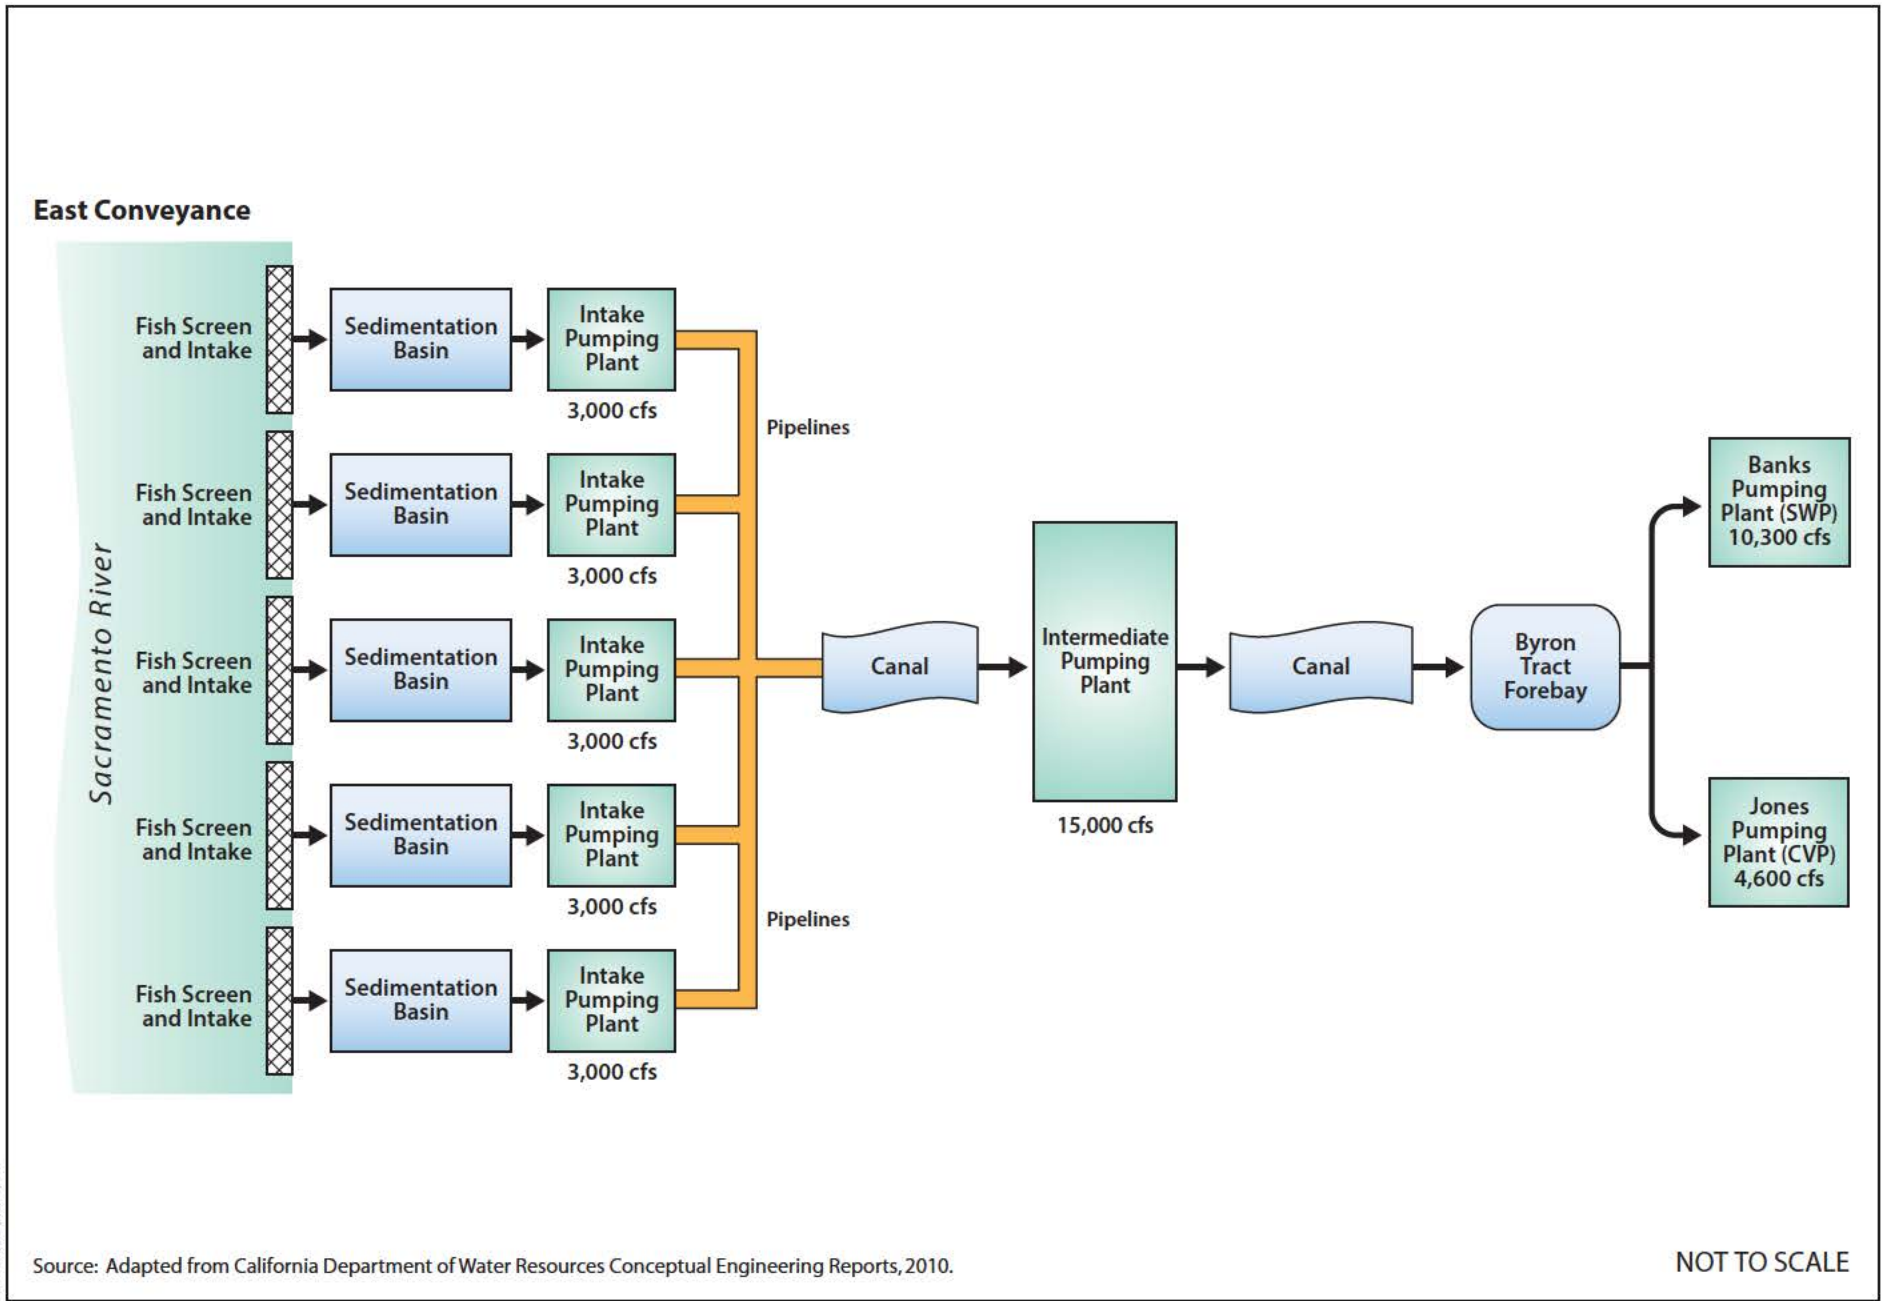 East Conveyance
Sacramento River
Fish Screen
and Intake
Sedimentation
Basin
Intake
Pumping
Plant
3,000 cfs
Pipelines
Fish Screen
and Intake
Sedimentation
Basin
Intake
Pumping
Plant
3,000 cfs
Fish Screen
and Intake
Sedimentation
Basin
Intake
Pumping
Plant
3,000 cfs
Fish Screen
and Intake
Sedimentation
Basin
Intake
Pumping
Plant
3,000 cfs
Pipelines
Fish Screen
and Intake
Sedimentation
Basin
Intake
Pumping
Plant
3,000 cfs
Canal
Intermediate
Pumping
Plant
15,000 cfs
Canal
Byron
Tract
Forebay
Banks
Pumping
Plant (SWP)
10,300 cfs
Jones
Pumping
Plant (CVP)
4,600 cfs
Source: Adapted from California Department of Water Resources Conceptual Engineering Reports, 2010.
NOT TO SCALE